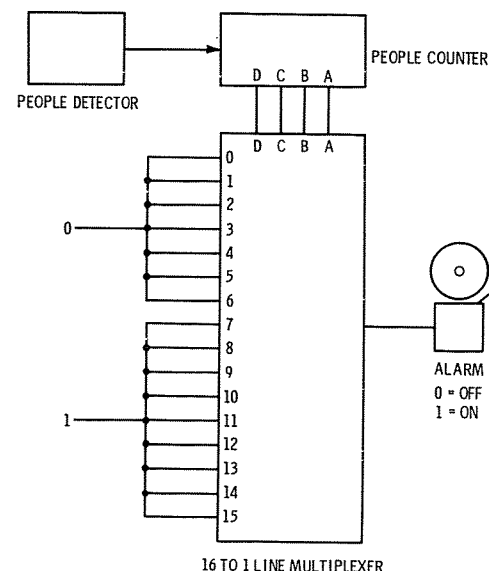 PEOPLE DETECTOR
PEOPLE COUNTER
D C B A
D C B A
0
1
2
0 3
4
5
6
7
8
9
10
1 11
12
13
14
15
ALARM
0 = OFF
1 = ON
16 TO 1 LINE MULTIPLEXER